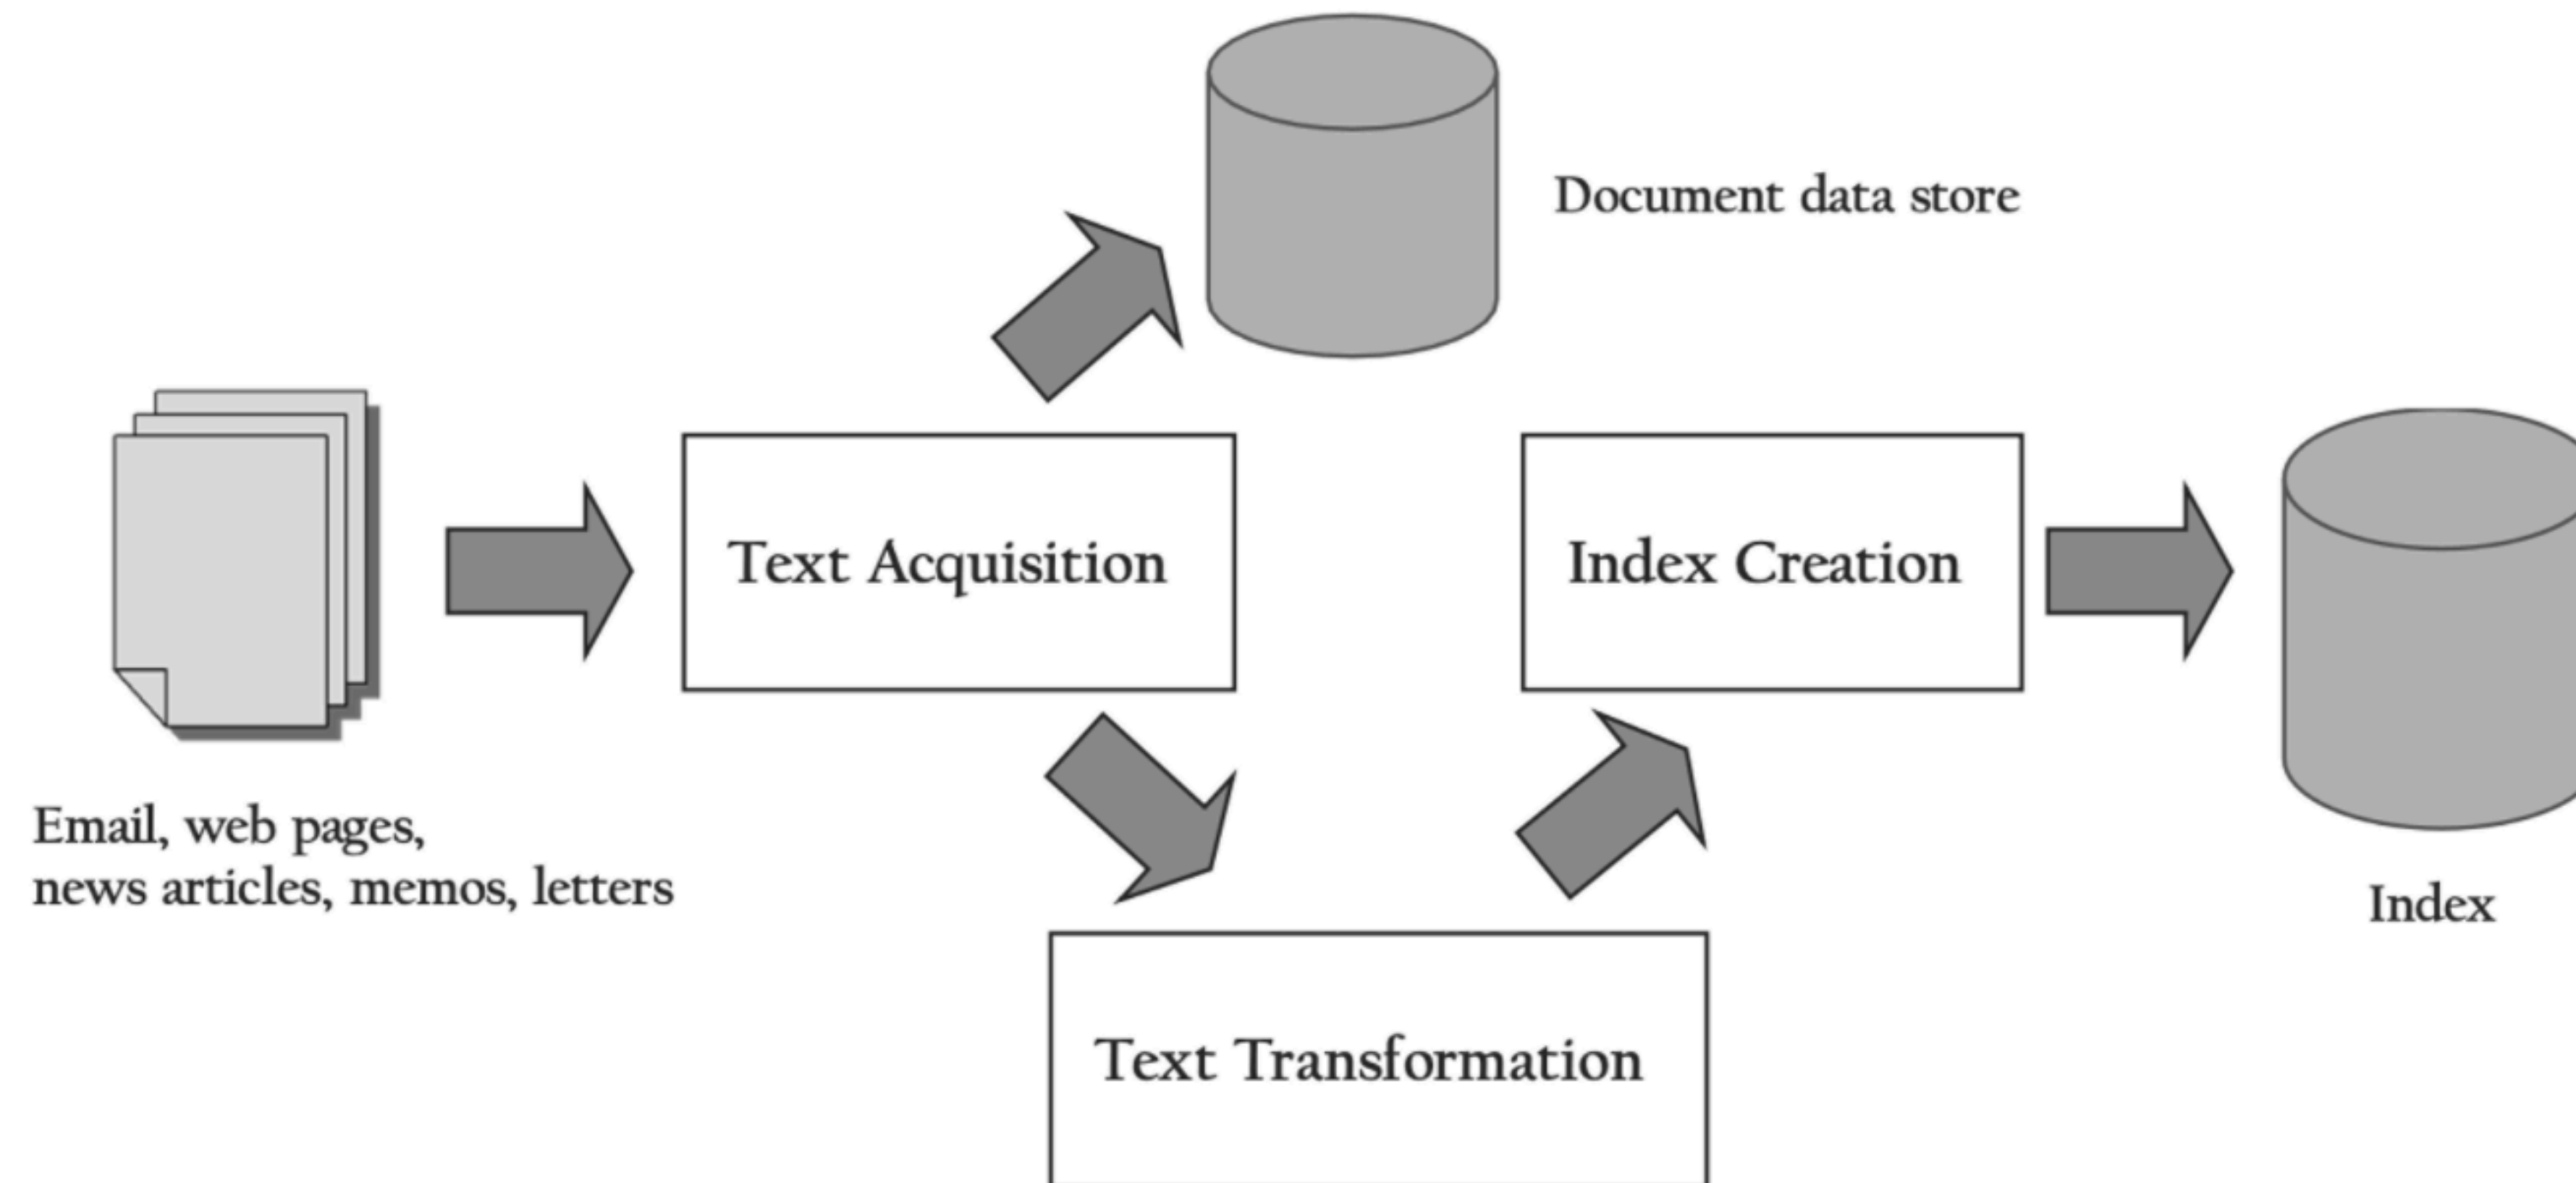 Document data store
Text Acquisition
Index Creation
Email, web pages,
news articles, memos, letters
Index
Text Transformation